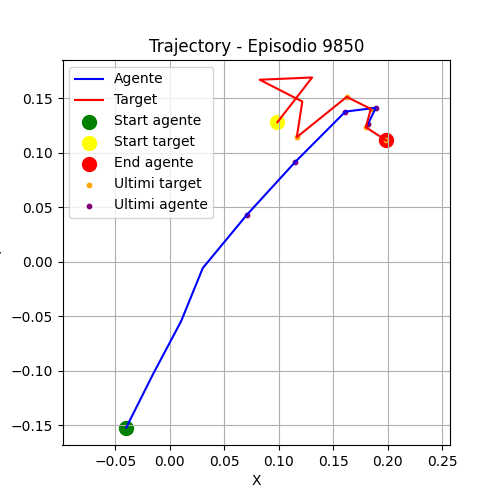 Trajectory - Episodio 9850
Agente
Target
Start agente
Start target
End agente
Ultimi target
Ultimi agente
0.15
0.10
0.05
0.00
−0.05
−0.10
−0.15
−0.05
0.00
0.05
0.10
0.15
0.20
0.25
X